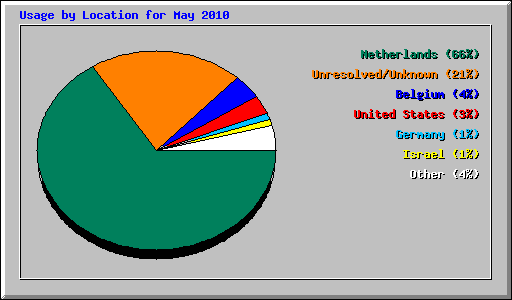 Usage by Location for May 2010
Netherlands (66%)
Unresolved/Unknown (21%)
Belgium (4%)
United States (3%)
Germany (1%)
Israel (1%)
Other (4%)